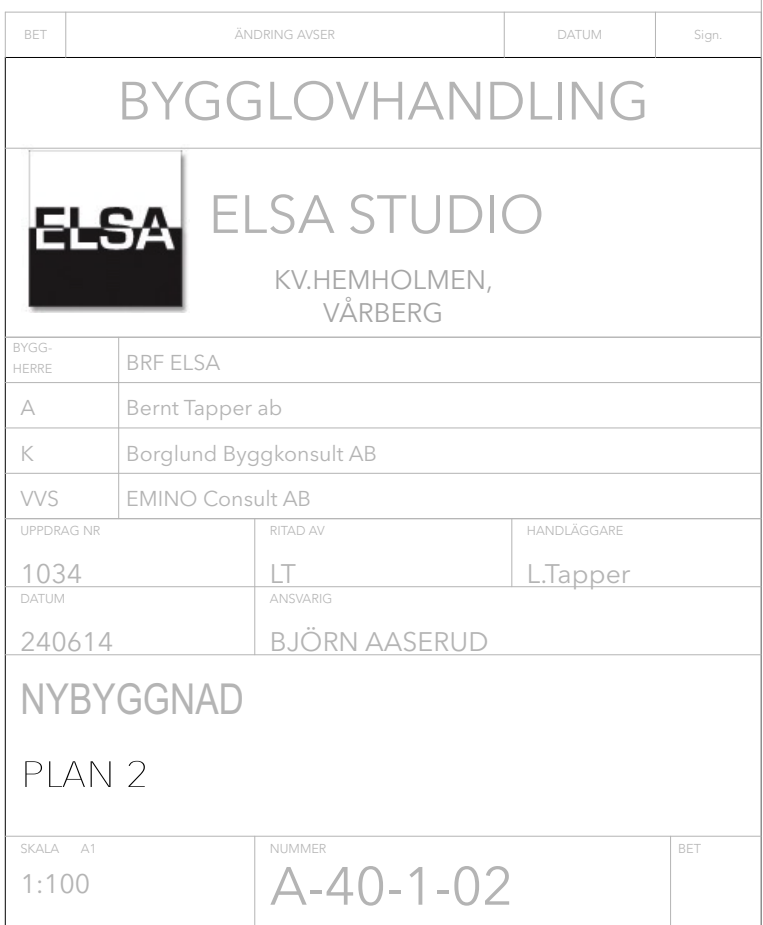 BET ÄNDRING AVSER DATUM Sign.
BYGGLOVHANDLING
ELSA
ELSA STUDIO
KV.HEMHOLMEN,
VÅRBERG
BYGG-
HERRE
BRF ELSA
A Bernt Tapper ab
K Borglund Byggkonsult AB
VVS EMINO Consult AB
UPPDRAG NR RITAD AV HANDLÄGGARE
1034 LT L.Tapper
DATUM ANSVARIG
240614 BJÖRN AASERUD
NYBYGGNAD
PLAN 2
SKALA A1 NUMMER BET
1:100 A-40-1-02